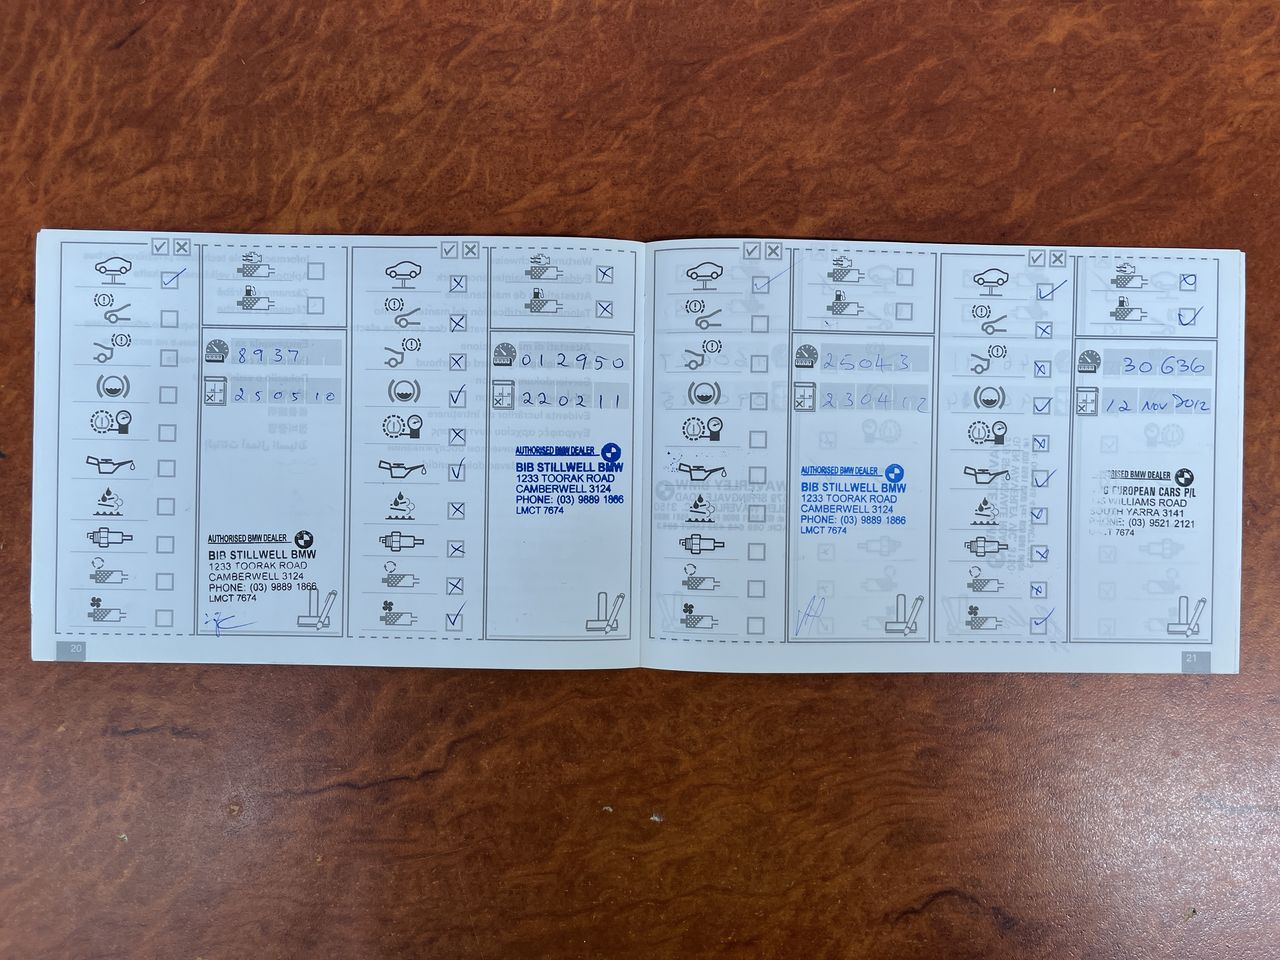 8937
250510
AUTHORISED BMW DEALER
BIB STILLWELL BMW
1233 TOORAK ROAD
CAMBERWELL 3124
PHONE: (03) 9889 1866
LMCT 7674
20
012950
220211
AUTHORISED BMW DEALER
BIB STILLWELL BMW
1233 TOORAK ROAD
CAMBERWELL 3124
PHONE: (03) 9889 1866
LMCT 7674
25043
230412
AUTHORISED BMW DEALER
BIB STILLWELL BMW
1233 TOORAK ROAD
CAMBERWELL 3124
PHONE: (03) 9889 1866
LMCT 7674
30636
12 NOV 2012
BMW DEALER
EUROPEAN CARS P/L
WILLIAMS ROAD
SOUTH YARRA 3141
PHONE: (03) 9521 2121
7674
21